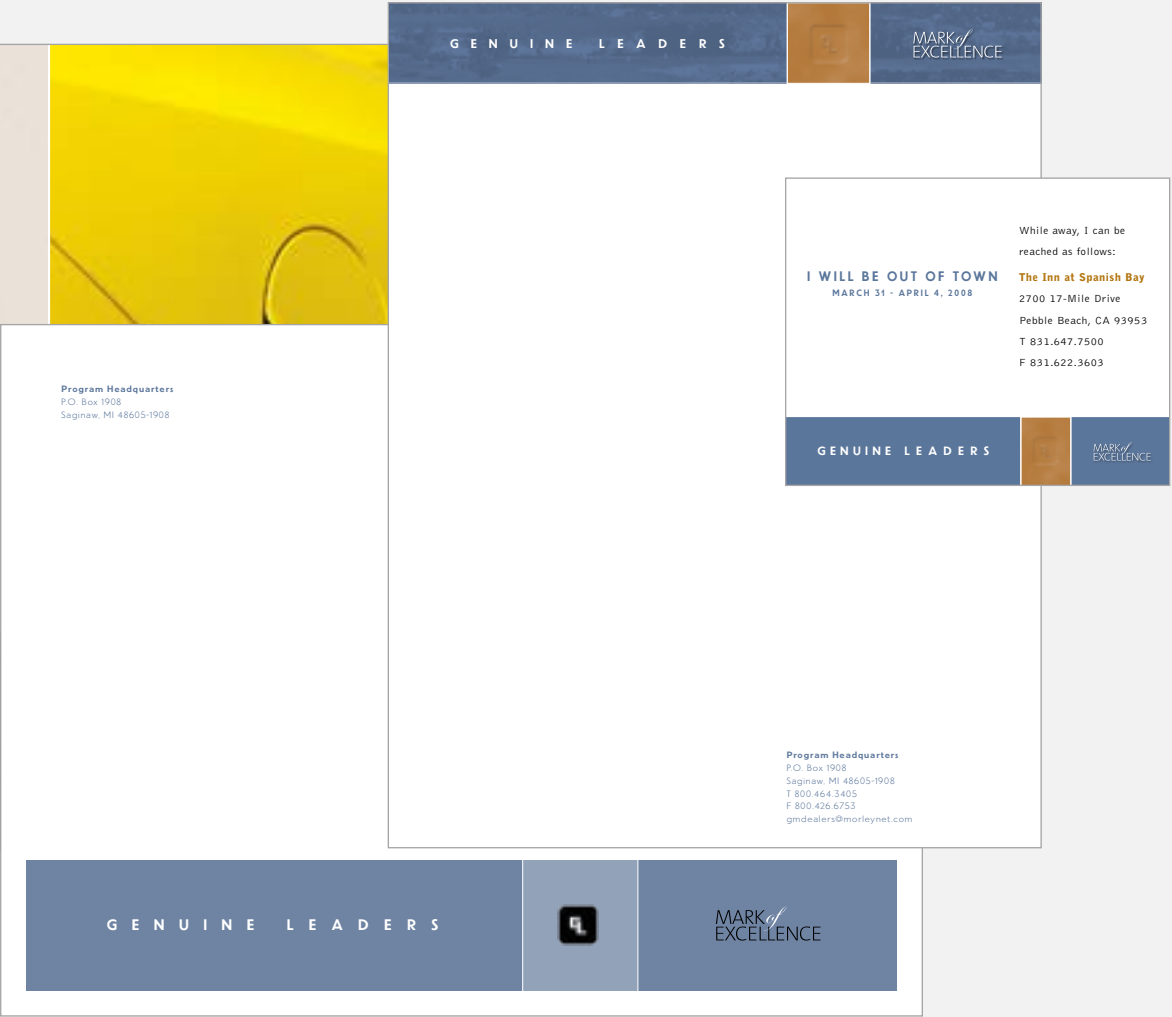 GENUINE LEADERS
MARK of
EXCELLENCE
I WILL BE OUT OF TOWN
MARCH 31 - APRIL 4, 2008
While away, I can be
reached as follows:
The Inn at Spanish Bay
2700 17-Mile Drive
Pebble Beach, CA 93953
T 831.647.7500
F 831.622.3603
GENUINE LEADERS
MARK of
EXCELLENCE
Program Headquarters
P.O. Box 1908
Saginaw, MI 48605-1908
Program Headquarters
P.O. Box 1908
Saginaw, MI 48605-1908
T 800.464.3405
F 800.426.6753
gmdealers@morleynet.com
GENUINE LEADERS
GL
MARK of
EXCELLENCE